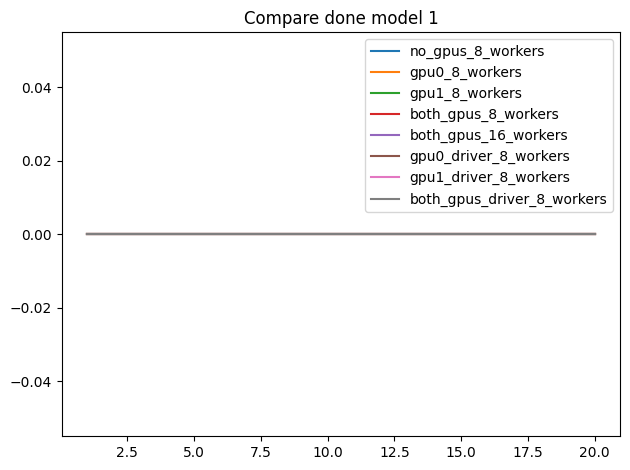 Compare done model 1
no_gpus_8_workers
gpu0_8_workers
gpu1_8_workers
both_gpus_8_workers
both_gpus_16_workers
gpu0_driver_8_workers
gpu1_driver_8_workers
both_gpus_driver_8_workers
0.04
0.02
0.00
−0.02
−0.04
2.5 5.0 7.5 10.0 12.5 15.0 17.5 20.0